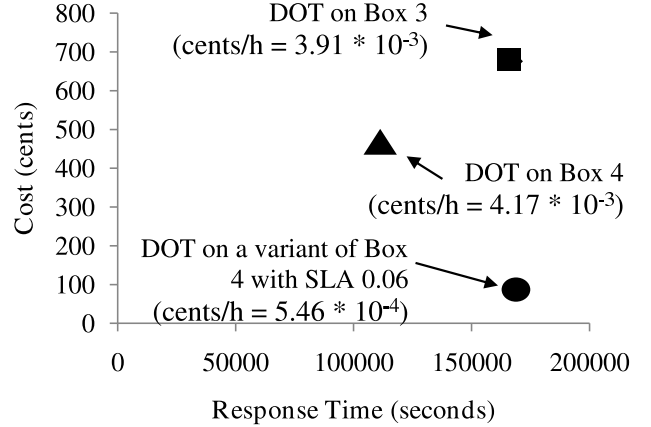 DOT on Box 3
(cents/h = 3.91 * 10-3)
DOT on Box 4
(cents/h = 4.17 * 10-3)
DOT on a variant of Box
4 with SLA 0.06
(cents/h = 5.46 * 10-4)
Cost (cents)
800
700
600
500
400
300
200
100
0
0 50000 100000 150000 200000
Response Time (seconds)